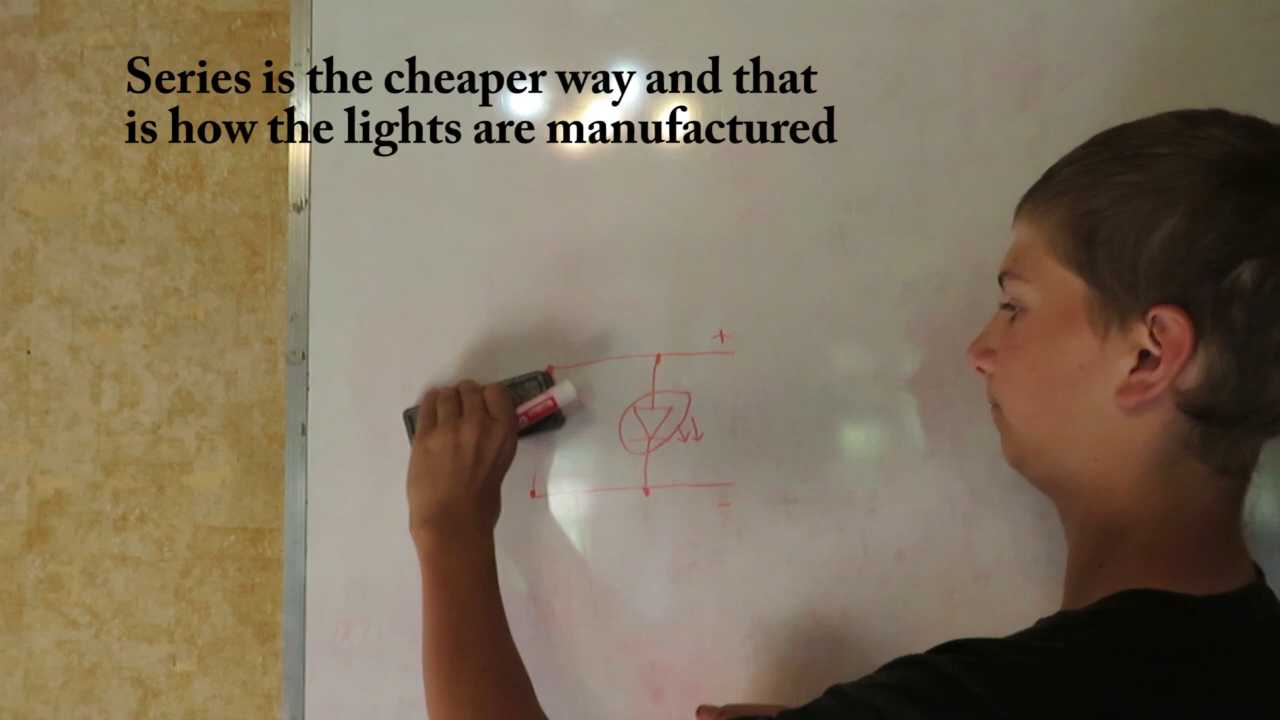 Series is the cheaper way and that
is how the lights are manufactured
+
-